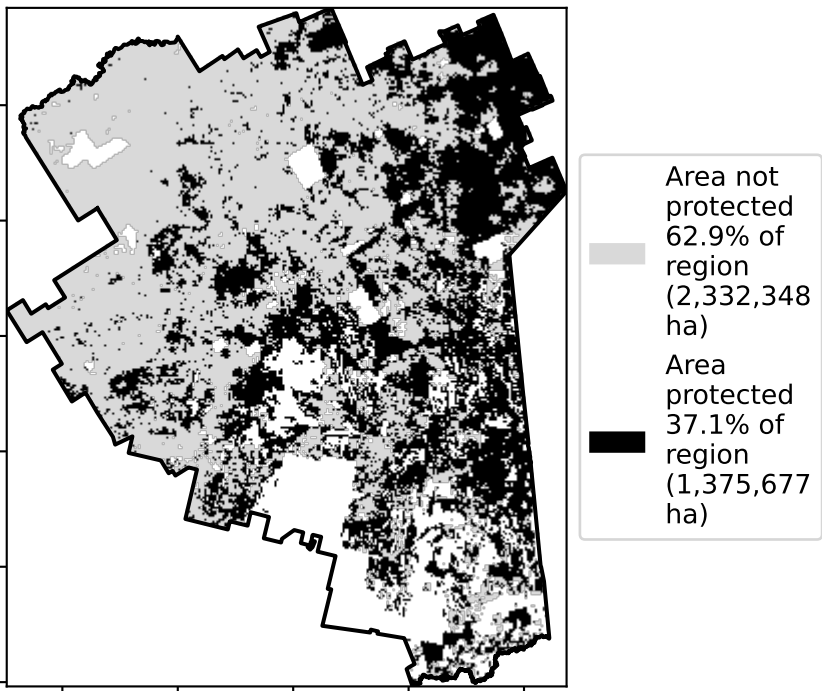 Area not
protected
62.9% of
region
(2,332,348
ha)
Area
protected
37.1% of
region
(1,375,677
ha)